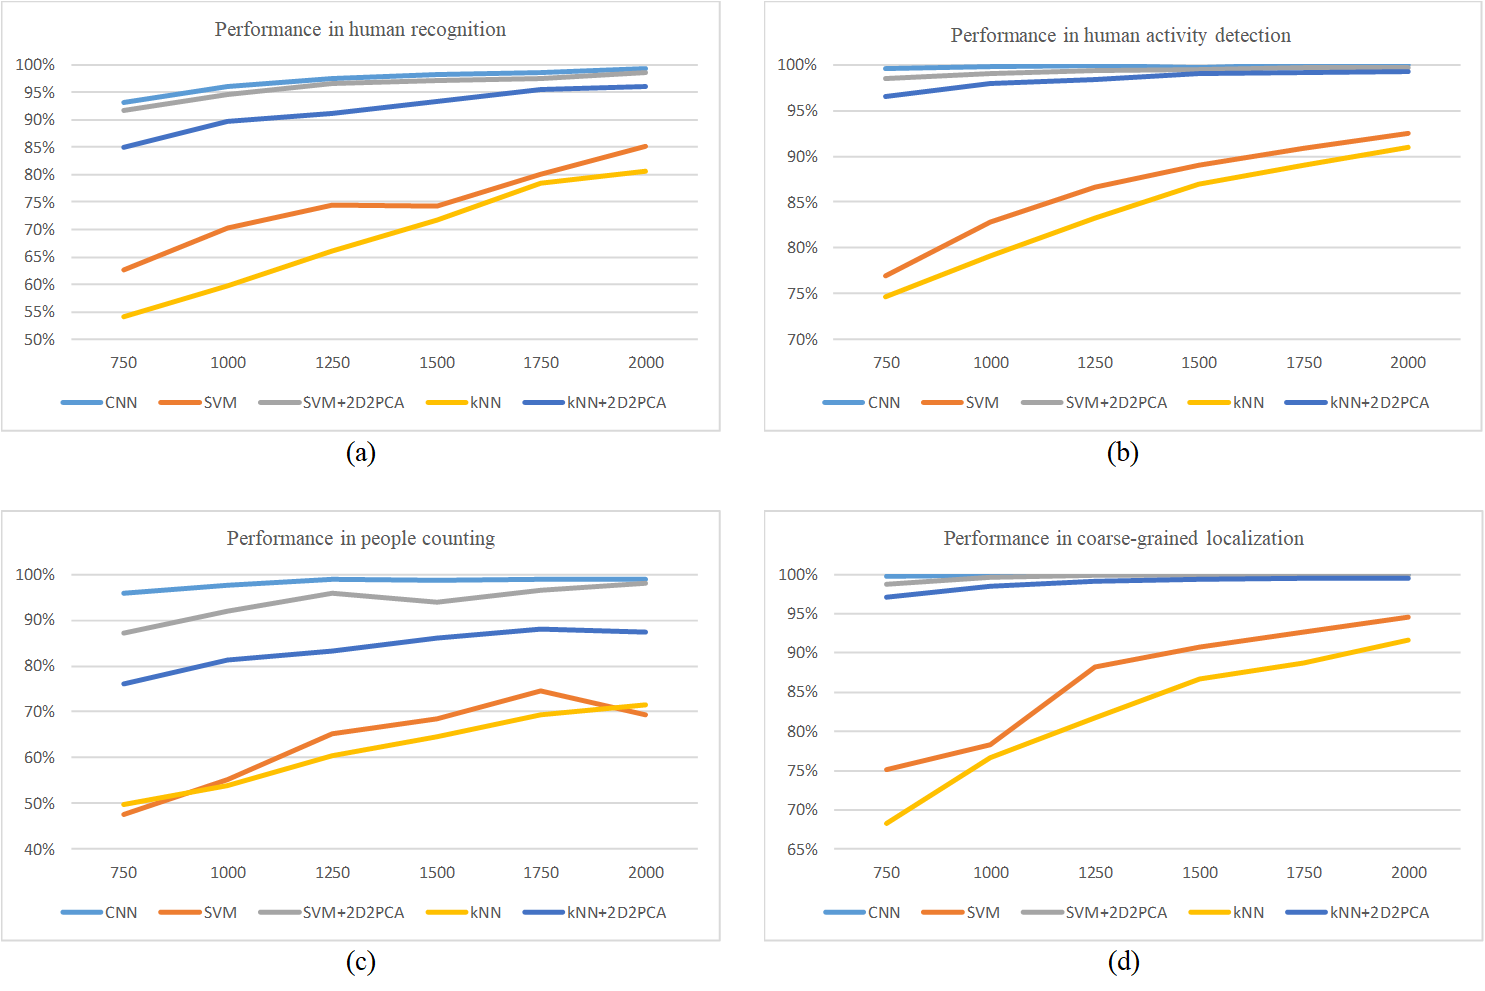 Performance in human recognition
100%
95%
90%
85%
80%
75%
70%
65%
60%
55%
50%
750 1000 1250 1500 1750 2000
CNN SVM SVM+2D2PCA kNN kNN+2D2PCA
(a)
Performance in human activity detection
100%
95%
90%
85%
80%
75%
70%
750 1000 1250 1500 1750 2000
CNN SVM SVM+2D2PCA kNN kNN+2D2PCA
(b)
Performance in people counting
100%
90%
80%
70%
60%
50%
40%
750 1000 1250 1500 1750 2000
CNN SVM SVM+2D2PCA kNN kNN+2D2PCA
(c)
Performance in coarse-grained localization
100%
95%
90%
85%
80%
75%
70%
65%
750 1000 1250 1500 1750 2000
CNN SVM SVM+2D2PCA kNN kNN+2D2PCA
(d)